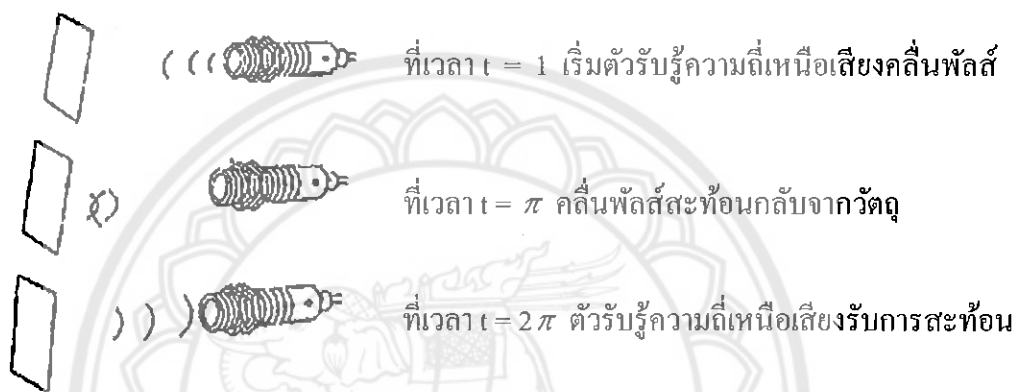 ที่เวลา t = 1 เริ่มตัวรับรู้ความถี่เหนือเสียงคลื่นพัลส์
ที่เวลา t = π คลื่นพัลส์สะท้อนกลับจากวัตถุ
ที่เวลา t = 2π ตัวรับรู้ความถี่เหนือเสียงรับการสะท้อน